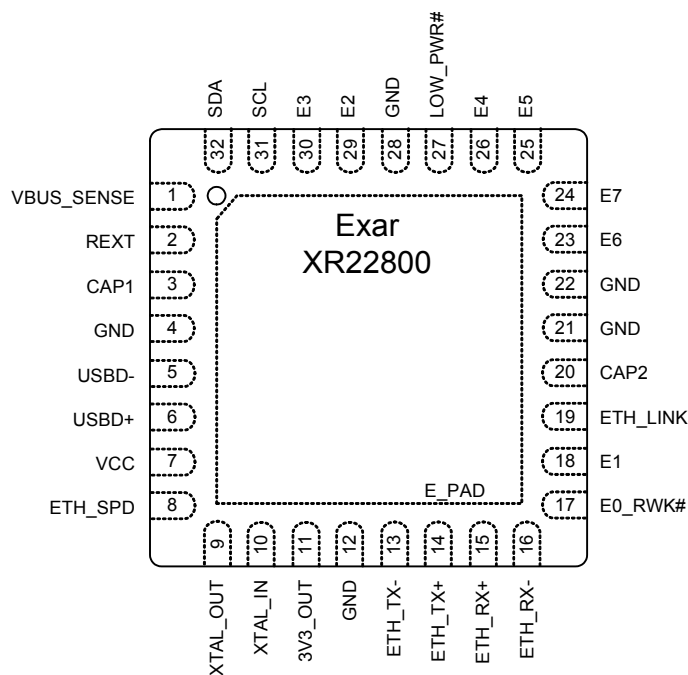 SDA
SCL
E3
E2
GND
LOW_PWR#
E4
E5
32
31
30
29
28
27
26
25
VBUS_SENSE 1
REXT 2
CAP1 3
GND 4
USBD- 5
USBD+ 6
VCC 7
ETH_SPD 8
Exar
XR22800
E_PAD
24 E7
23 E6
22 GND
21 GND
20 CAP2
19 ETH_LINK
18 E1
17 E0_RWK#
9
10
11
12
13
14
15
16
XTAL_OUT
XTAL_IN
3V3_OUT
GND
ETH_TX-
ETH_TX+
ETH_RX+
ETH_RX-